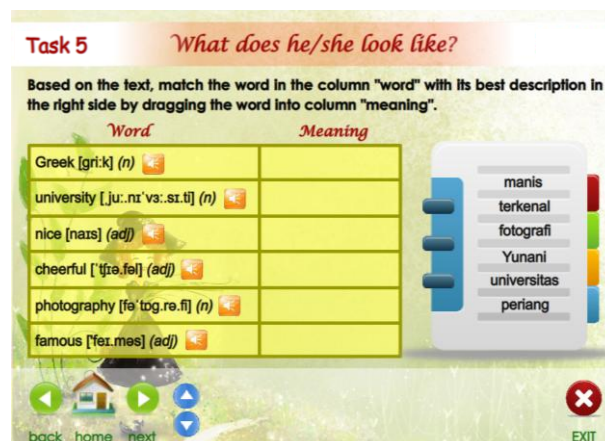 Task 5
What does he/she look like?
Based on the text, match the word in the column "word" with its best description in
the right side by dragging the word into column "meaning".
Word
Meaning
Greek [gri:k] (n)
university [ˌju:.nɪˈvɜ:.sɪ.ti] (n)
nice [naɪs] (adj)
cheerful [ˈtʃɪə.fəl] (adj)
photography [fəˈtɒg.rə.fi] (n)
famous ['feɪ.məs] (adj)
manis
terkenal
fotografi
Yunani
universitas
periang
back home next
EXIT